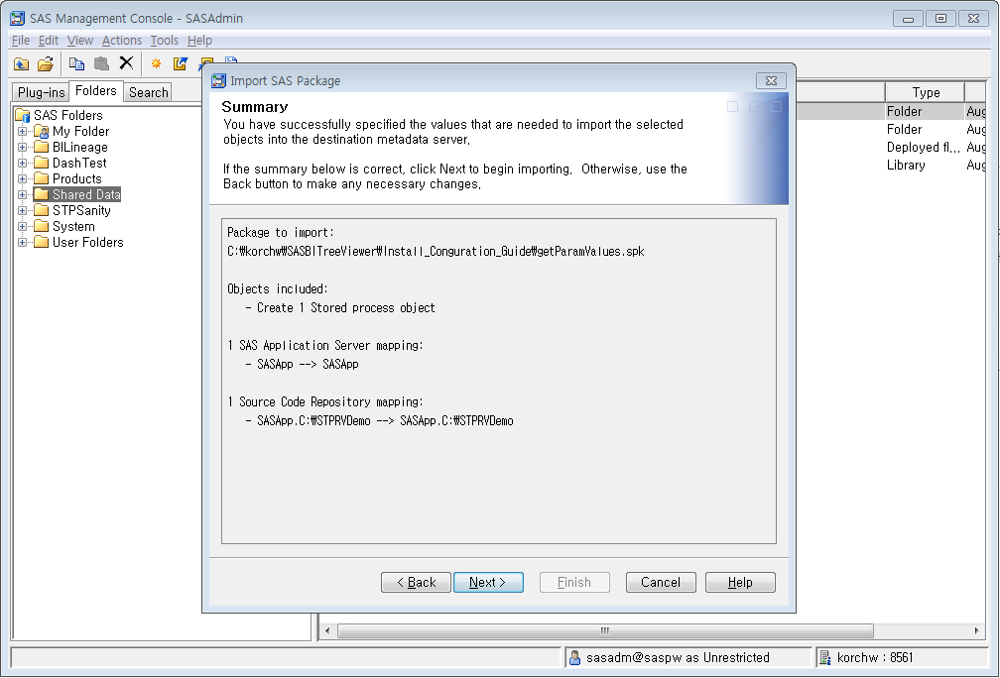 SAS Management Console - SASAdmin
File Edit View Actions Tools Help
Plug-ins Folders Search
SAS Folders
My Folder
BILineage
DashTest
Products
Shared Data
STPSanity
System
User Folders
Type
Folder Aug
Folder Aug
Deployed fl... Aug
Library Aug
Import SAS Package
Summary
You have successfully specified the values that are needed to import the selected
objects into the destination metadata server.
If the summary below is correct, click Next to begin importing. Otherwise, use the
Back button to make any necessary changes.
Package to import:
C:₩korchw₩SASBITreeViewer₩Install_Conguration_Guide₩getParamValues.spk
Objects included:
- Create 1 Stored process object
1 SAS Application Server mapping:
- SASApp --> SASApp
1 Source Code Repository mapping:
- SASApp.C:₩STPRVDemo --> SASApp.C:₩STPRVDemo
< Back Next > Finish Cancel Help
sasadm@saspw as Unrestricted
korchw : 8561